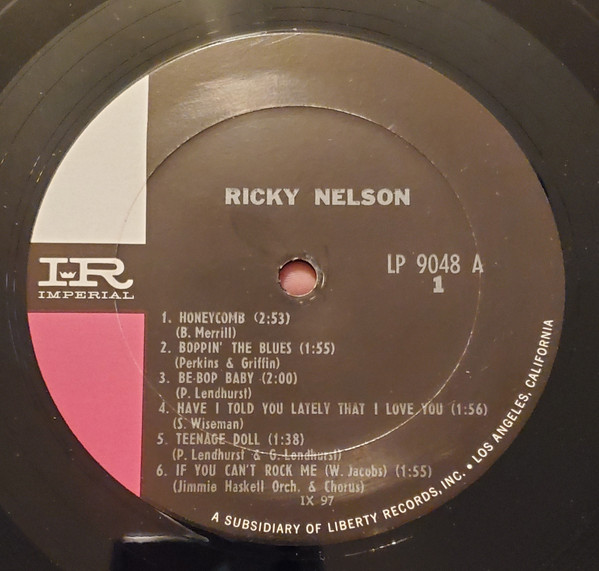 RICKY NELSON
LP 9048 A
1
IR
IMPERIAL
1. HONEYCOMB (2:53)
(B. Merrill)
2. BOPPIN' THE BLUES (1:55)
(Perkins & Griffin)
3. BE-BOP BABY (2:00)
(P. Lendhurst)
4. HAVE I TOLD YOU LATELY THAT I LOVE YOU (1:56)
(S. Wiseman)
5. TEENAGE DOLL (1:38)
(P. Lendhurst & G. Lendhurst)
6. IF YOU CAN'T ROCK ME (W. Jacobs) (1:55)
(Jimmie Haskell Orch. & Chorus)
IX 97
A SUBSIDIARY OF LIBERTY RECORDS, INC. • LOS ANGELES, CALIFORNIA